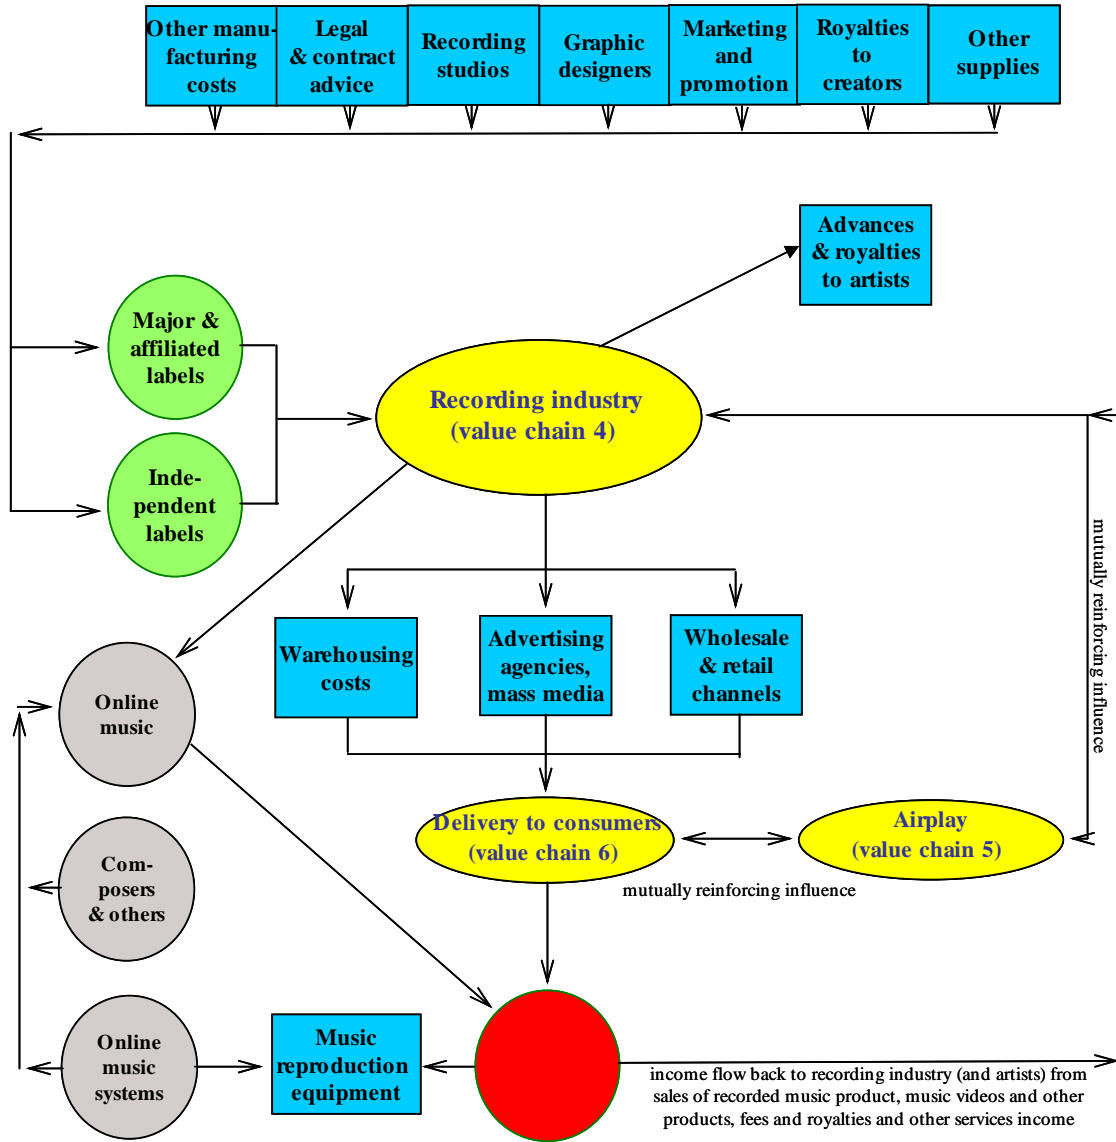 Other manu-
facturing
costs
Legal
& contract
advice
Recording
studios
Graphic
designers
Marketing
and
promotion
Royalties
to
creators
Other
supplies
Advances
& royalties
to artists
Major &
affiliated
labels
Recording industry
(value chain 4)
Inde-
pendent
labels
mutually reinforcing influence
Warehousing
costs
Advertising
agencies,
mass media
Wholesale
& retail
channels
Online
music
Delivery to consumers
(value chain 6)
Airplay
(value chain 5)
mutually reinforcing influence
Com-
posers
& others
Online
music
systems
Music
reproduction
equipment
income flow back to recording industry (and artists) from
sales of recorded music product, music videos and other
products, fees and royalties and other services income